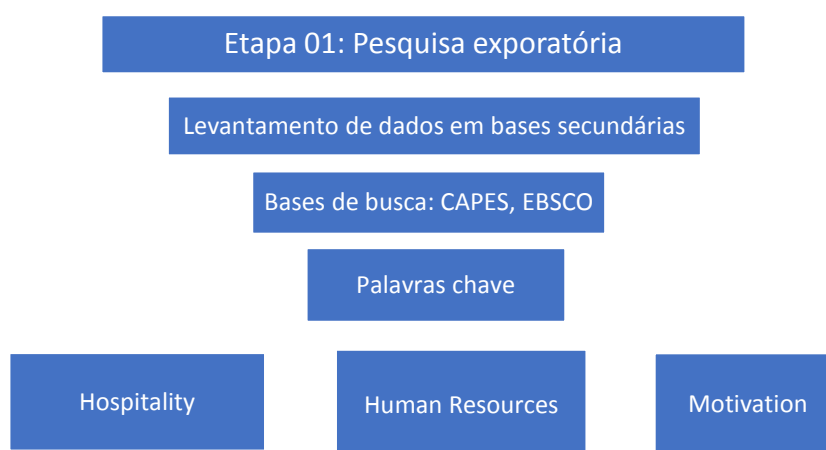 Etapa 01: Pesquisa exporatória
Levantamento de dados em bases secundárias
Bases de busca: CAPES, EBSCO
Palavras chave
Hospitality
Human Resources
Motivation